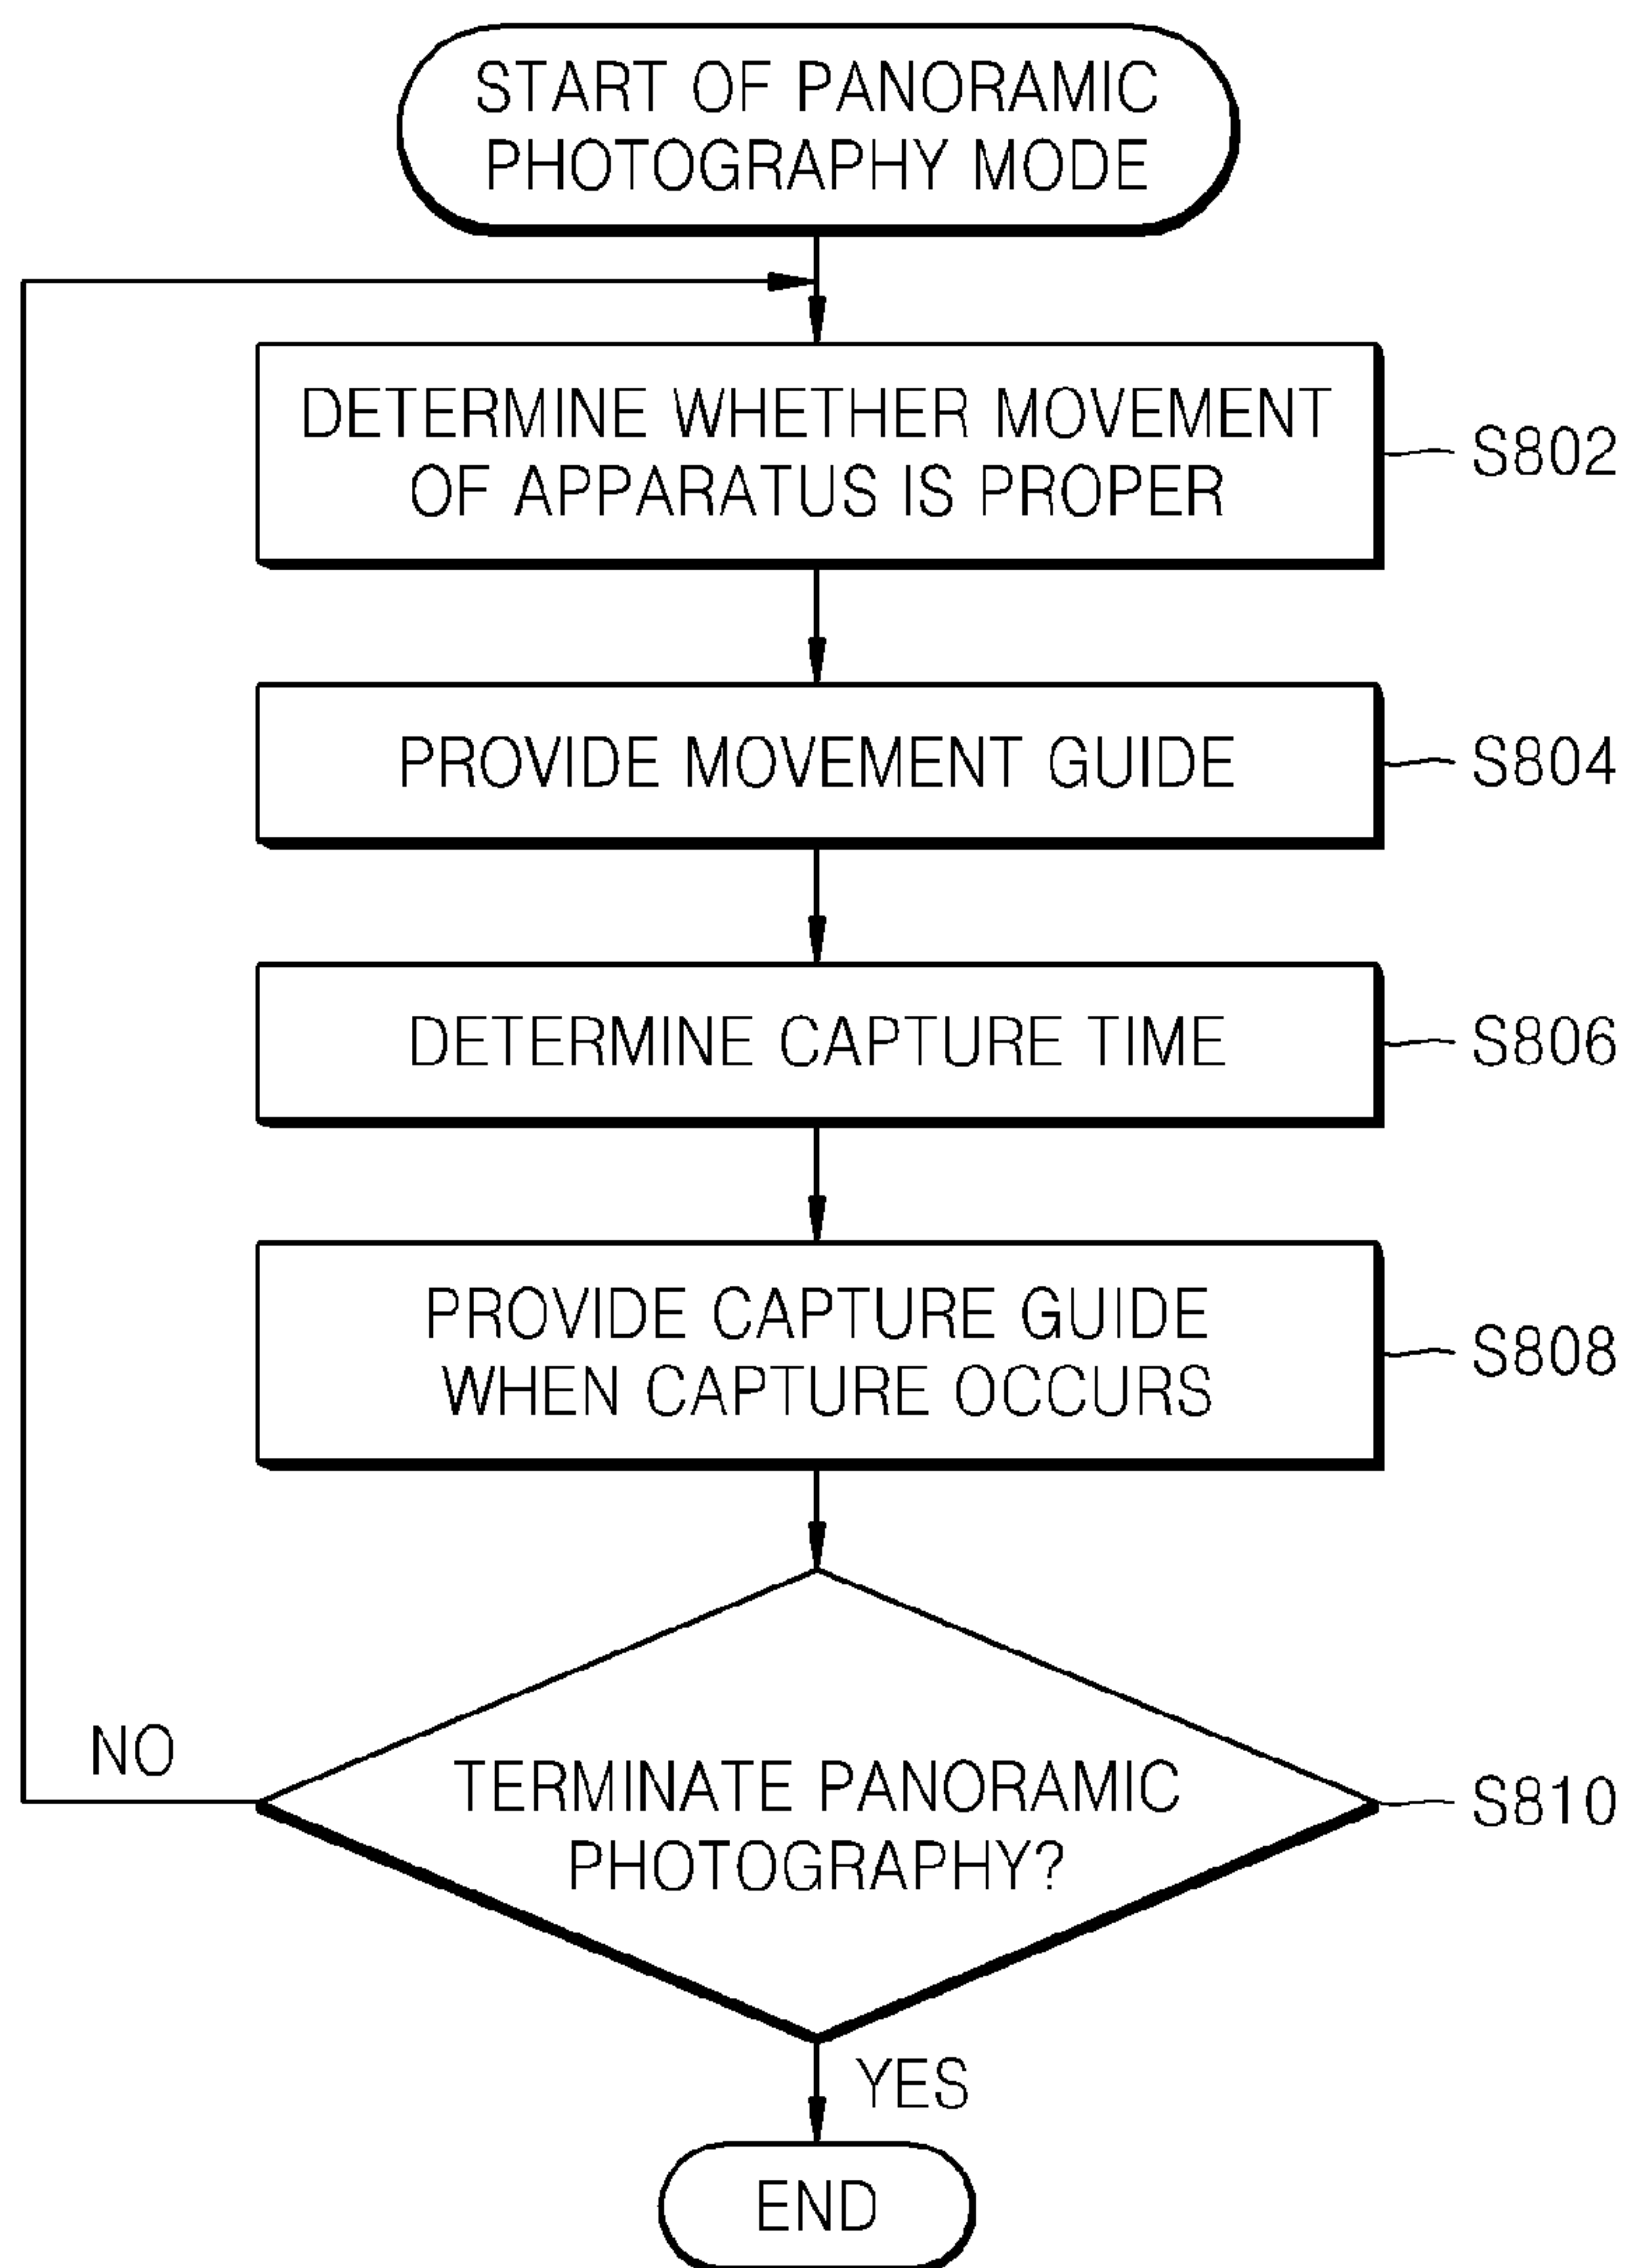 START OF PANORAMIC
PHOTOGRAPHY MODE
DETERMINE WHETHER MOVEMENT
OF APPARATUS IS PROPER
S802
PROVIDE MOVEMENT GUIDE
S804
DETERMINE CAPTURE TIME
S806
PROVIDE CAPTURE GUIDE
WHEN CAPTURE OCCURS
S808
NO
TERMINATE PANORAMIC
PHOTOGRAPHY?
S810
YES
END